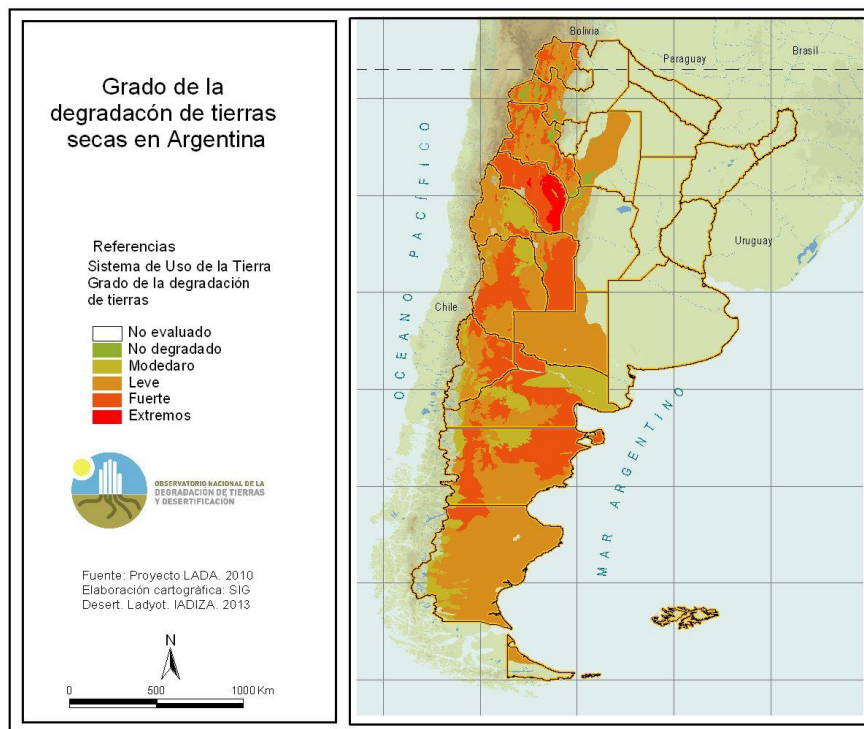 Grado de la
degradacón de tierras
secas en Argentina
Referencias
Sistema de Uso de la Tierra
Grado de la degradación
de tierras
No evaluado
No degradado
Modedaro
Leve
Fuerte
Extremos
OBSERVATORIO NACIONAL DE LA
DEGRADACIÓN DE TIERRAS
Y DESERTIFICACIÓN
Fuente: Proyecto LADA. 2010
Elaboración cartogràfica: SIG
Desert. Ladyot. IADIZA. 2013
N
0 500 1000 Km
Bolivia
Paraguay
Brasil
OCEANO PACÍFICO
Uruguay
Chile
MAR ARGENTINO